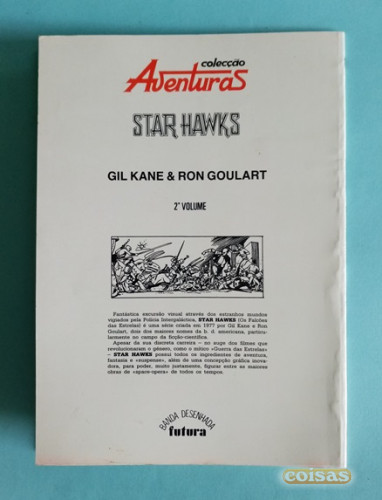 colecção
Aventuras
STAR HAWKS
GIL KANE & RON GOULART
2º VOLUME
Fantástica excursão visual através dos estranhos mundos
vigiados pela Polícia Intergaláctica, STAR HAWKS (Os Falcões
das Estrelas) é uma série criada em 1977 por Gil Kane e Ron
Goulart, dois dos maiores nomes da b. d. americana, particu-
larmente no campo da ficção-científica.
Apesar da sua discreta carreira – no auge dos filmes que
revolucionaram o género, como o mítico «Guerra das Estrelas»
– STAR HAWKS possui todos os ingredientes de aventura,
fantasia e «suspense», além de uma concepção gráfica inova-
dora, para poder, muito justamente, figurar entre as maiores
obras de «space-opera» de todos os tempos.
BANDA DESENHADA
futura
coisas